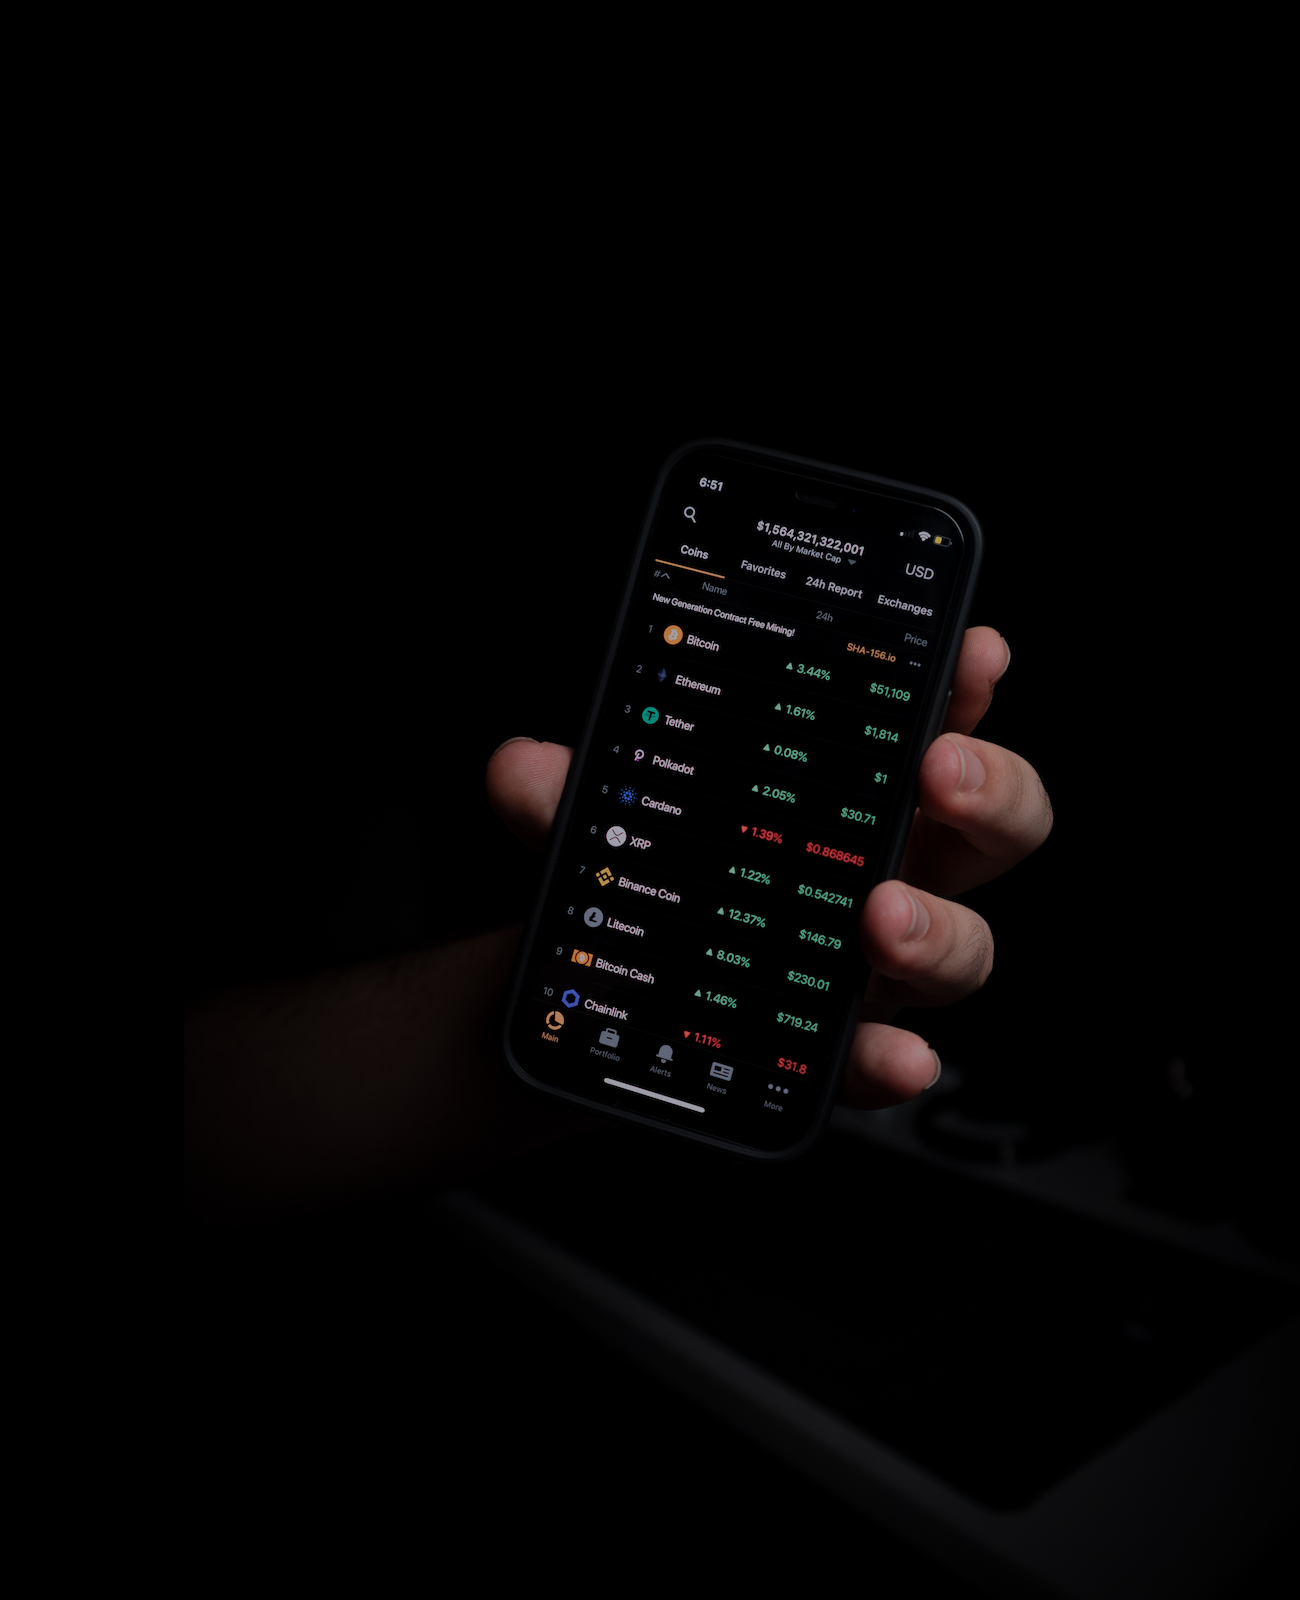 6:51
$1,564,321,322,001
All By Market Cap
USD
Coins Favorites 24h Report Exchanges
# Name 24h Price
New Generation Contract Free Mining! SHA-156.io
1 Bitcoin ▲ 3.44% $51,109
2 Ethereum ▲ 1.61% $1,814
3 Tether ▲ 0.08% $1
4 Polkadot ▲ 2.05% $30.71
5 Cardano ▼ 1.39% $0.868645
6 XRP ▲ 1.22% $0.542741
7 Binance Coin ▲ 12.37% $146.79
8 Litecoin ▲ 8.03% $230.01
9 Bitcoin Cash ▲ 1.46% $719.24
10 Chainlink ▼ 1.11% $31.8
Main Portfolio Alerts News More